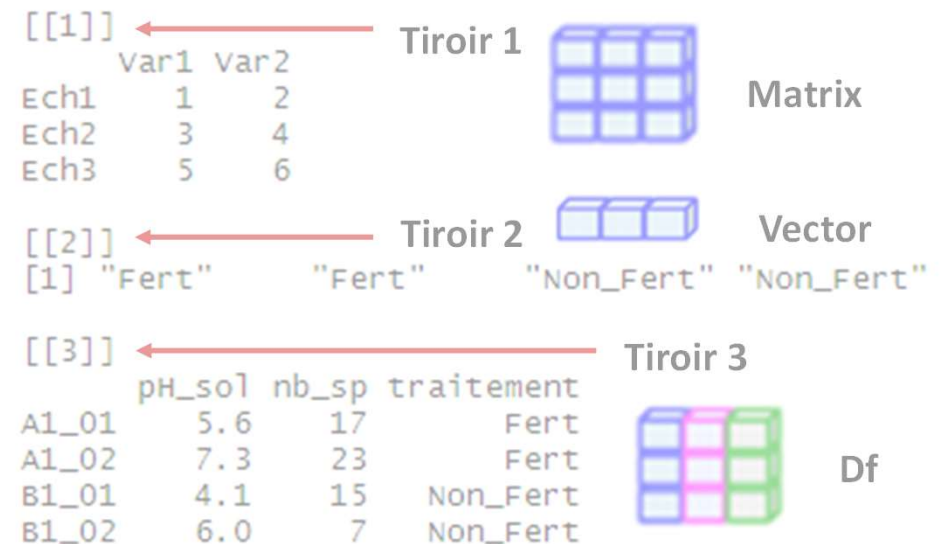 [[1]] Tiroir 1
Var1 Var2
Ech1 1 2
Matrix
Ech2 3 4
Ech3 5 6
[[2]] Tiroir 2 Vector
[1] "Fert" "Fert" "Non_Fert" "Non_Fert"
[[3]] Tiroir 3
pH_sol nb_sp traitement
A1_01 5.6 17 Fert
A1_02 7.3 23 Fert
Df
B1_01 4.1 15 Non_Fert
B1_02 6.0 7 Non_Fert